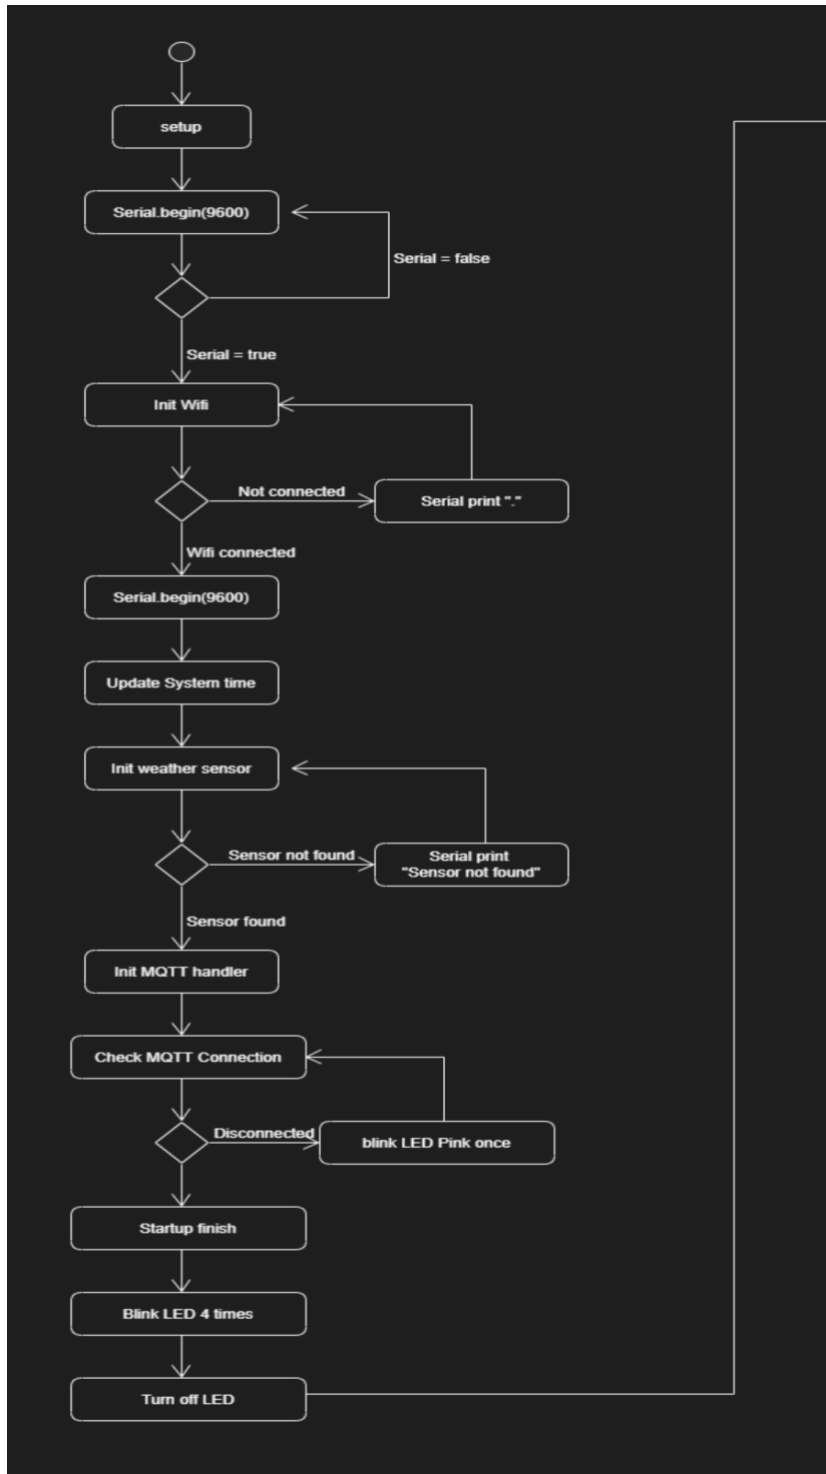 setup
Serial.begin(9600)
Serial = false
Serial = true
Init Wifi
Not connected
Serial print "."
Wifi connected
Serial.begin(9600)
Update System time
Init weather sensor
Sensor not found
Serial print
"Sensor not found"
Sensor found
Init MQTT handler
Check MQTT Connection
Disconnected
blink LED Pink once
Startup finish
Blink LED 4 times
Turn off LED